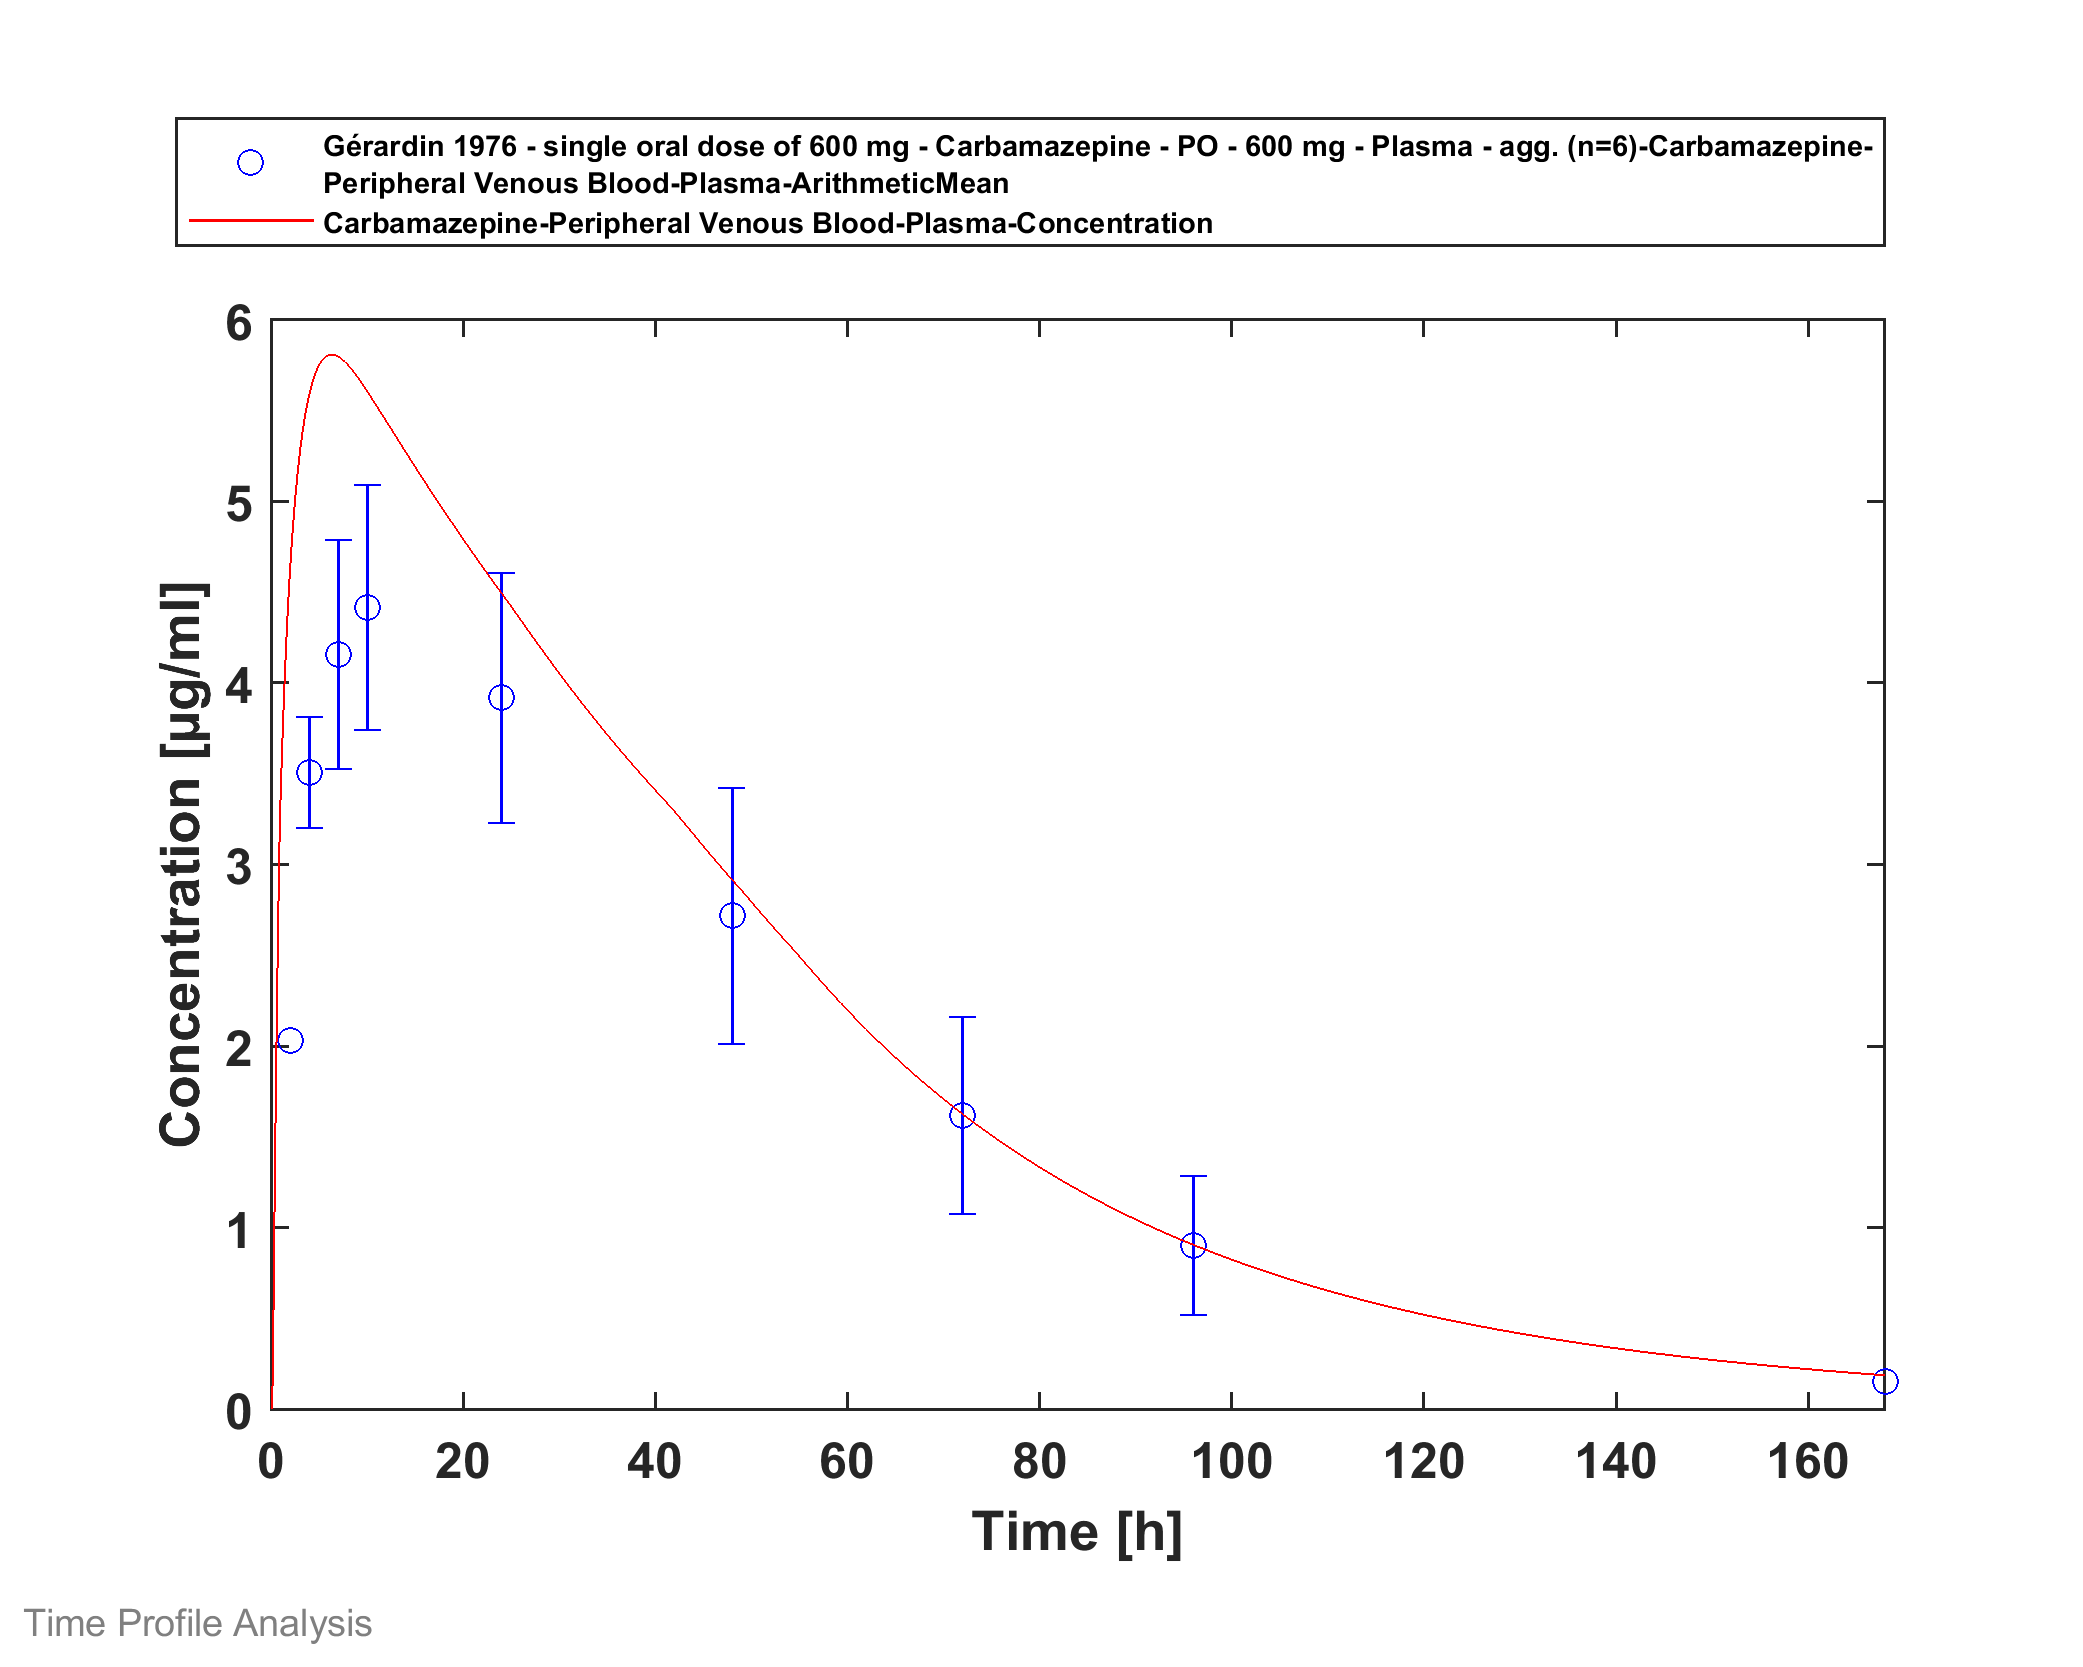 Gérardin 1976 - single oral dose of 600 mg - Carbamazepine - PO - 600 mg - Plasma - agg. (n=6)-Carbamazepine-
Peripheral Venous Blood-Plasma-ArithmeticMean
Carbamazepine-Peripheral Venous Blood-Plasma-Concentration
6
5
4
3
2
1
0
Concentration [µg/ml]
0 20 40 60 80 100 120 140 160
Time [h]
Time Profile Analysis